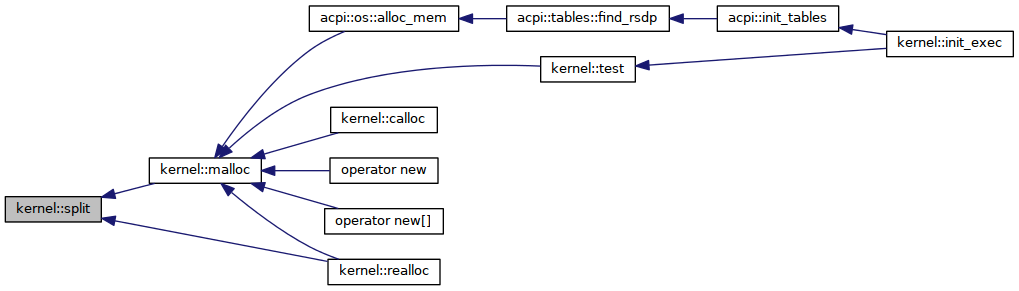 acpi::os::alloc_mem
acpi::tables::find_rsdp
acpi::init_tables
kernel::init_exec
kernel::test
kernel::calloc
kernel::malloc
operator new
kernel::split
operator new[]
kernel::realloc